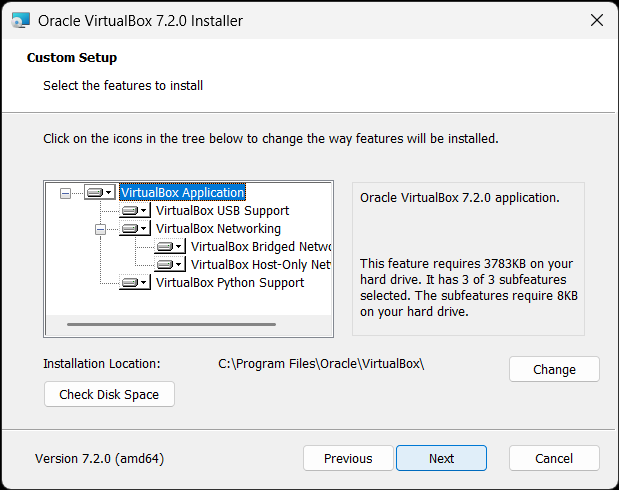 Oracle VirtualBox 7.2.0 Installer
Custom Setup
Select the features to install
Click on the icons in the tree below to change the way features will be installed.
VirtualBox Application
VirtualBox USB Support
VirtualBox Networking
VirtualBox Bridged Netwo
VirtualBox Host-Only Net
VirtualBox Python Support
Oracle VirtualBox 7.2.0 application.
This feature requires 3783KB on your
hard drive. It has 3 of 3 subfeatures
selected. The subfeatures require 8KB
on your hard drive.
Installation Location: C:\Program Files\Oracle\VirtualBox\
Change
Check Disk Space
Version 7.2.0 (amd64) Previous Next Cancel